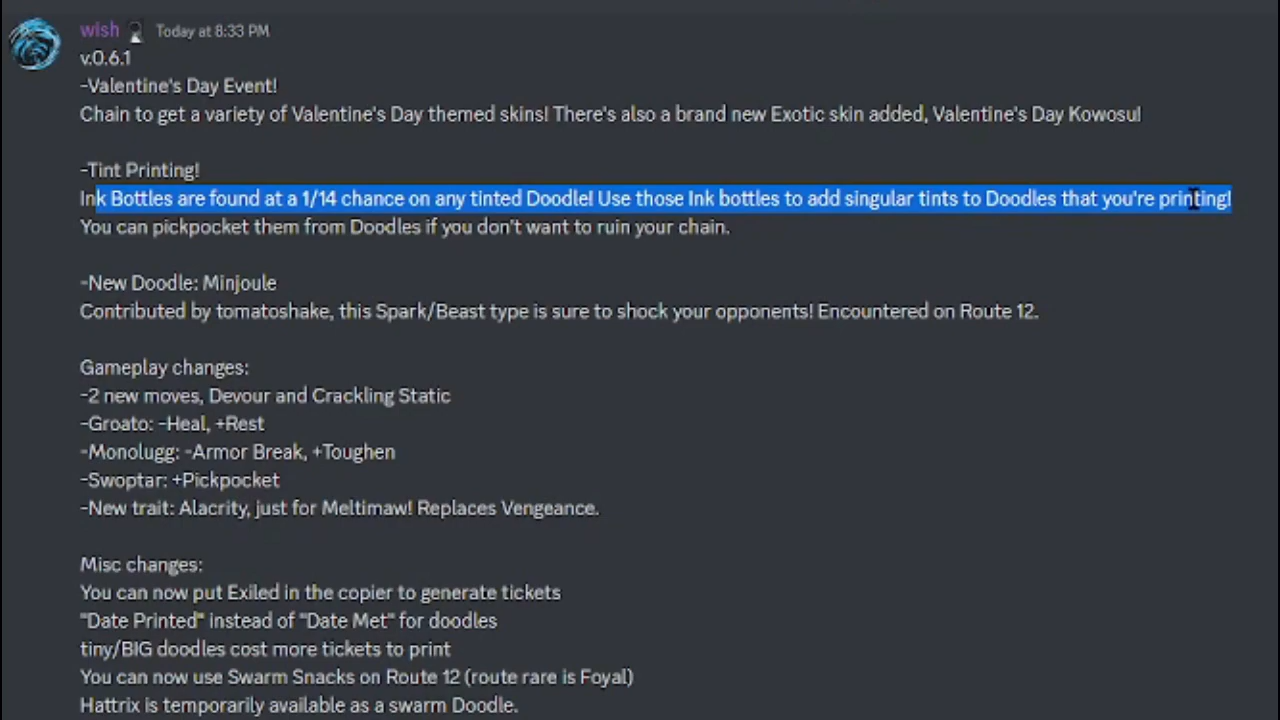 wish Today at 8:33 PM
v.0.6.1
-Valentine's Day Event!
Chain to get a variety of Valentine's Day themed skins! There's also a brand new Exotic skin added, Valentine's Day Kowosu!
-Tint Printing!
Ink Bottles are found at a 1/14 chance on any tinted Doodle! Use those Ink bottles to add singular tints to Doodles that you're printing!
You can pickpocket them from Doodles if you don't want to ruin your chain.
-New Doodle: Minjoule
Contributed by tomatoshake, this Spark/Beast type is sure to shock your opponents! Encountered on Route 12.
Gameplay changes:
-2 new moves, Devour and Crackling Static
-Groato: -Heal, +Rest
-Monolugg: -Armor Break, +Toughen
-Swoptar: +Pickpocket
-New trait: Alacrity, just for Meltimaw! Replaces Vengeance.
Misc changes:
You can now put Exiled in the copier to generate tickets
"Date Printed" instead of "Date Met" for doodles
tiny/BIG doodles cost more tickets to print
You can now use Swarm Snacks on Route 12 (route rare is Foyal)
Hattrix is temporarily available as a swarm Doodle.